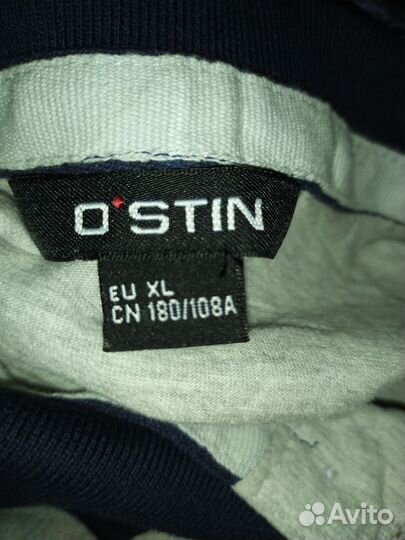 O'STIN
EU XL
CN 180/108A
Avito